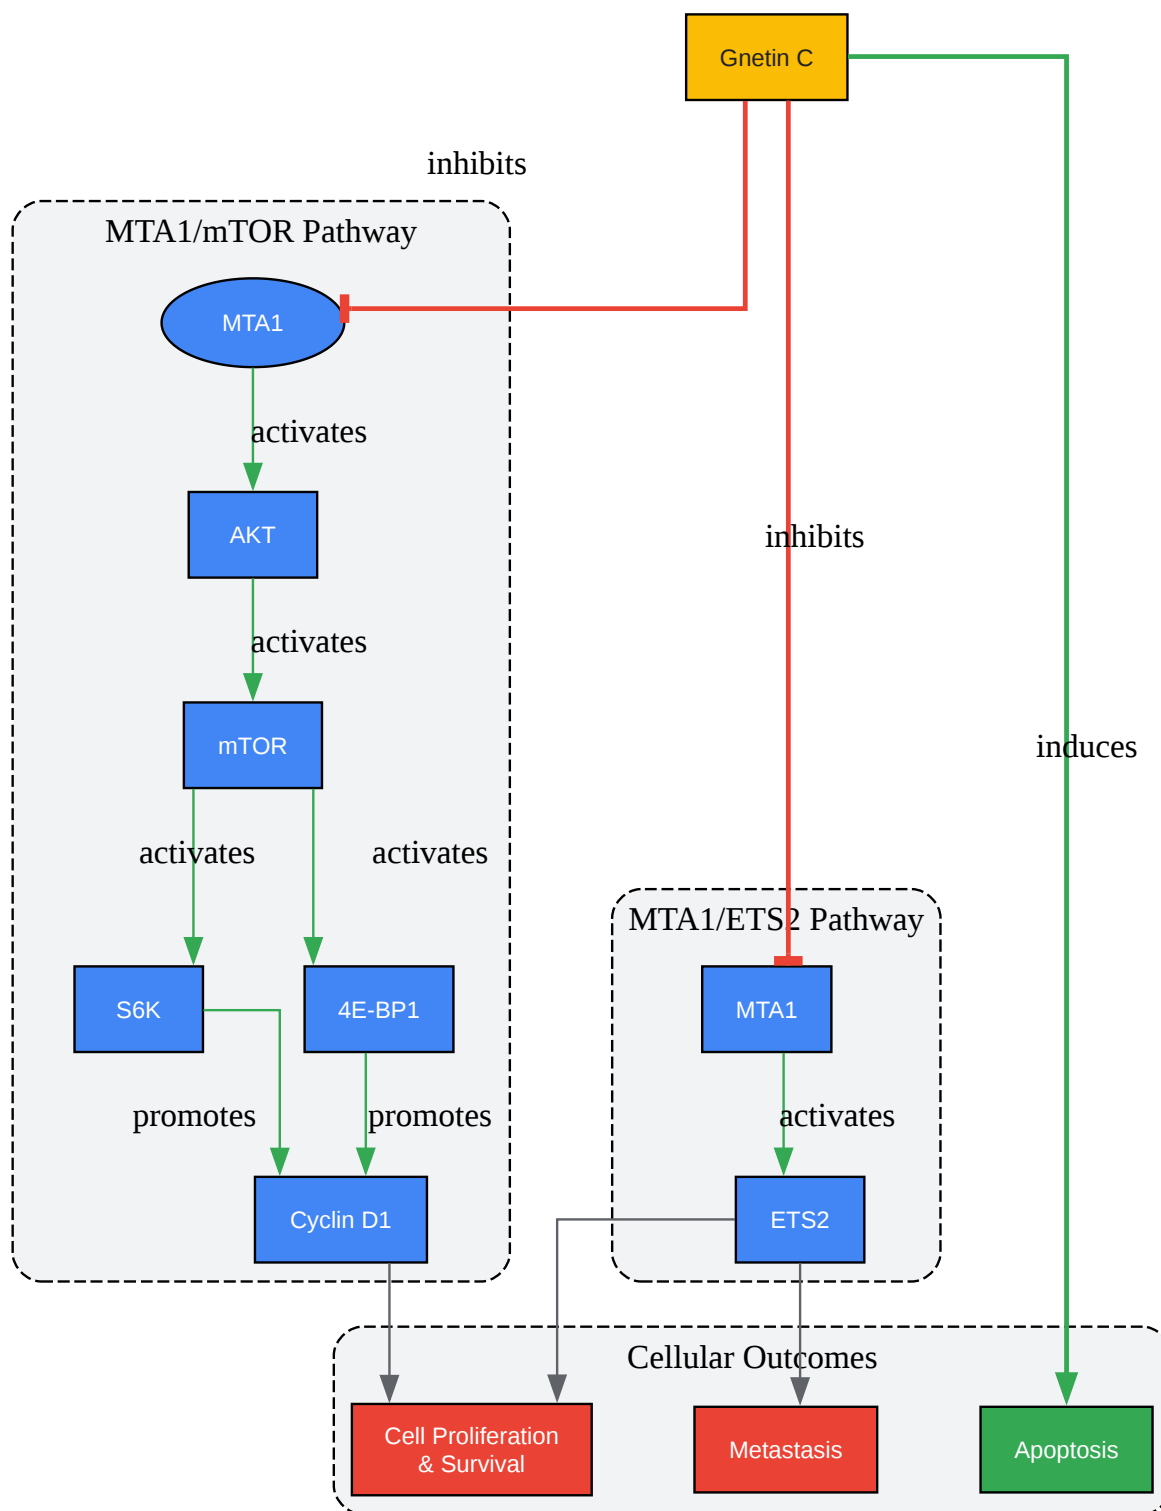 Gnetin C
inhibits
MTA1/mTOR Pathway
MTA1
activates
AKT
inhibits
activates
mTOR
induces
activates
activates
MTA1/ETS2 Pathway
S6K
4E-BP1
MTA1
promotes
promotes
activates
Cyclin D1
ETS2
Cellular Outcomes
Cell Proliferation
& Survival
Metastasis
Apoptosis